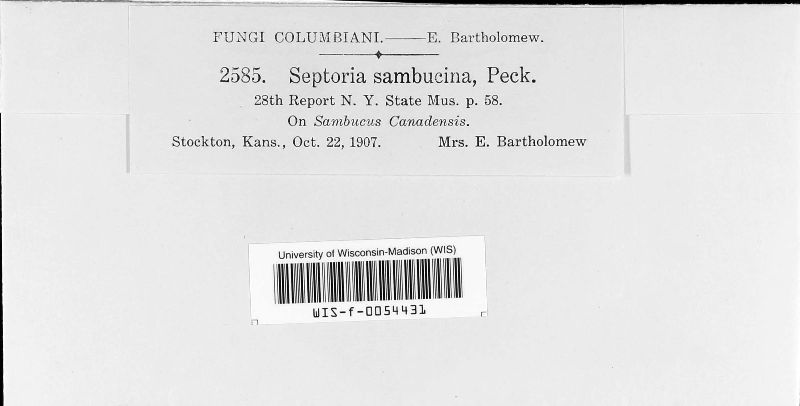 FUNGI COLUMBIANI.——E. Bartholomew.
2585. Septoria sambucina, Peck.
28th Report N. Y. State Mus. p. 58.
On Sambucus Canadensis.
Stockton, Kans., Oct. 22, 1907. Mrs. E. Bartholomew
University of Wisconsin-Madison (WIS)
WIS-f-0054431